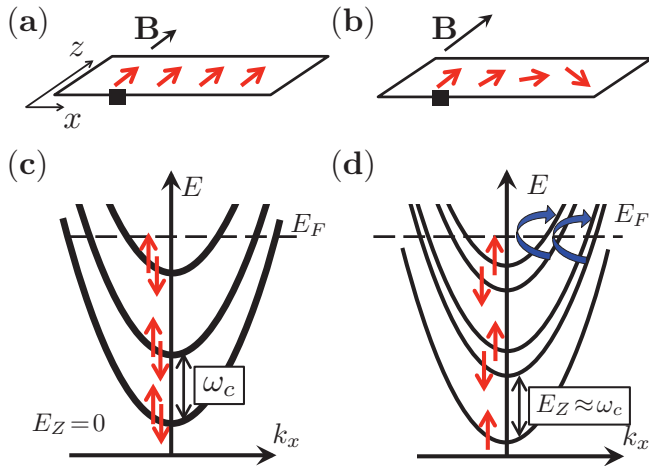 (a)
B
z
x
(b)
B
(c)
E
E_F
ω_c
E_Z=0
k_x
(d)
E
E_F
E_Z≈ω_c
k_x